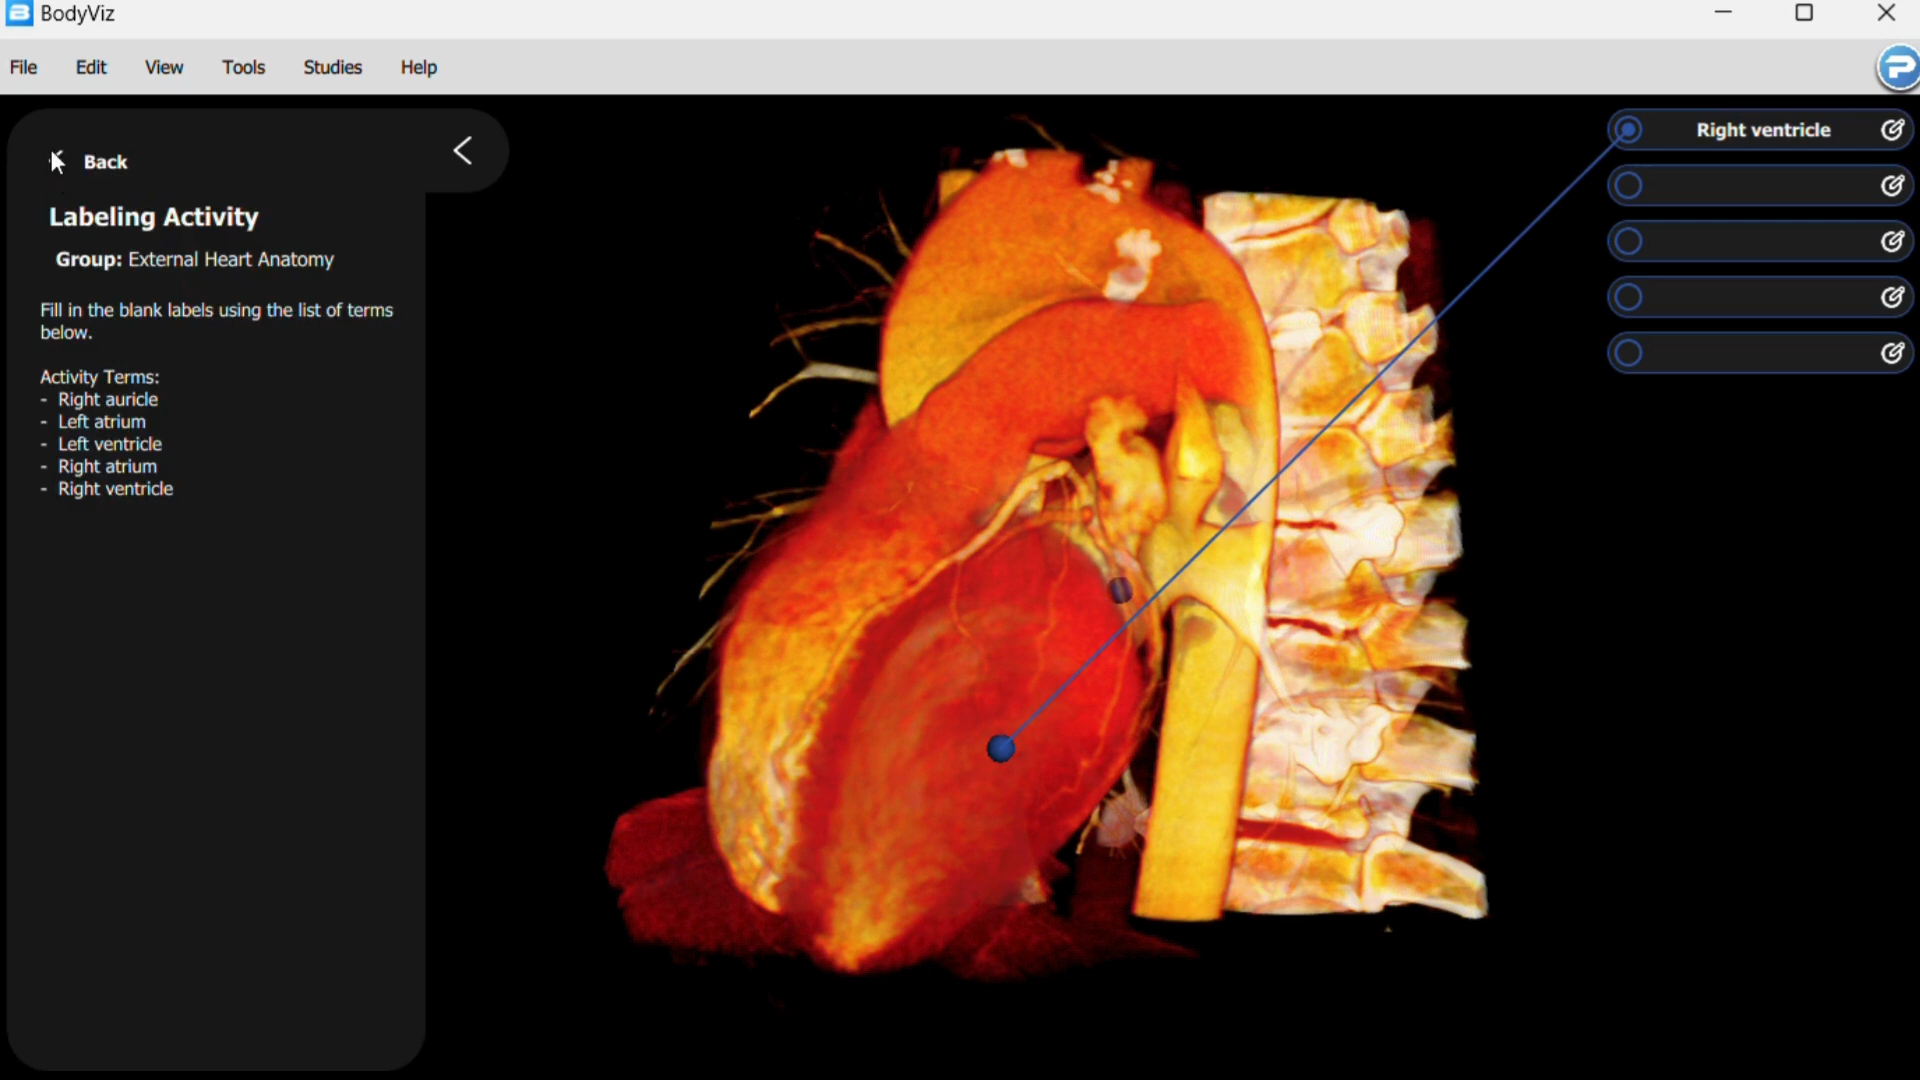 BodyViz
File Edit View Tools Studies Help
Back
Labeling Activity
Group: External Heart Anatomy
Fill in the blank labels using the list of terms
below.
Activity Terms:
- Right auricle
- Left atrium
- Left ventricle
- Right atrium
- Right ventricle
Right ventricle